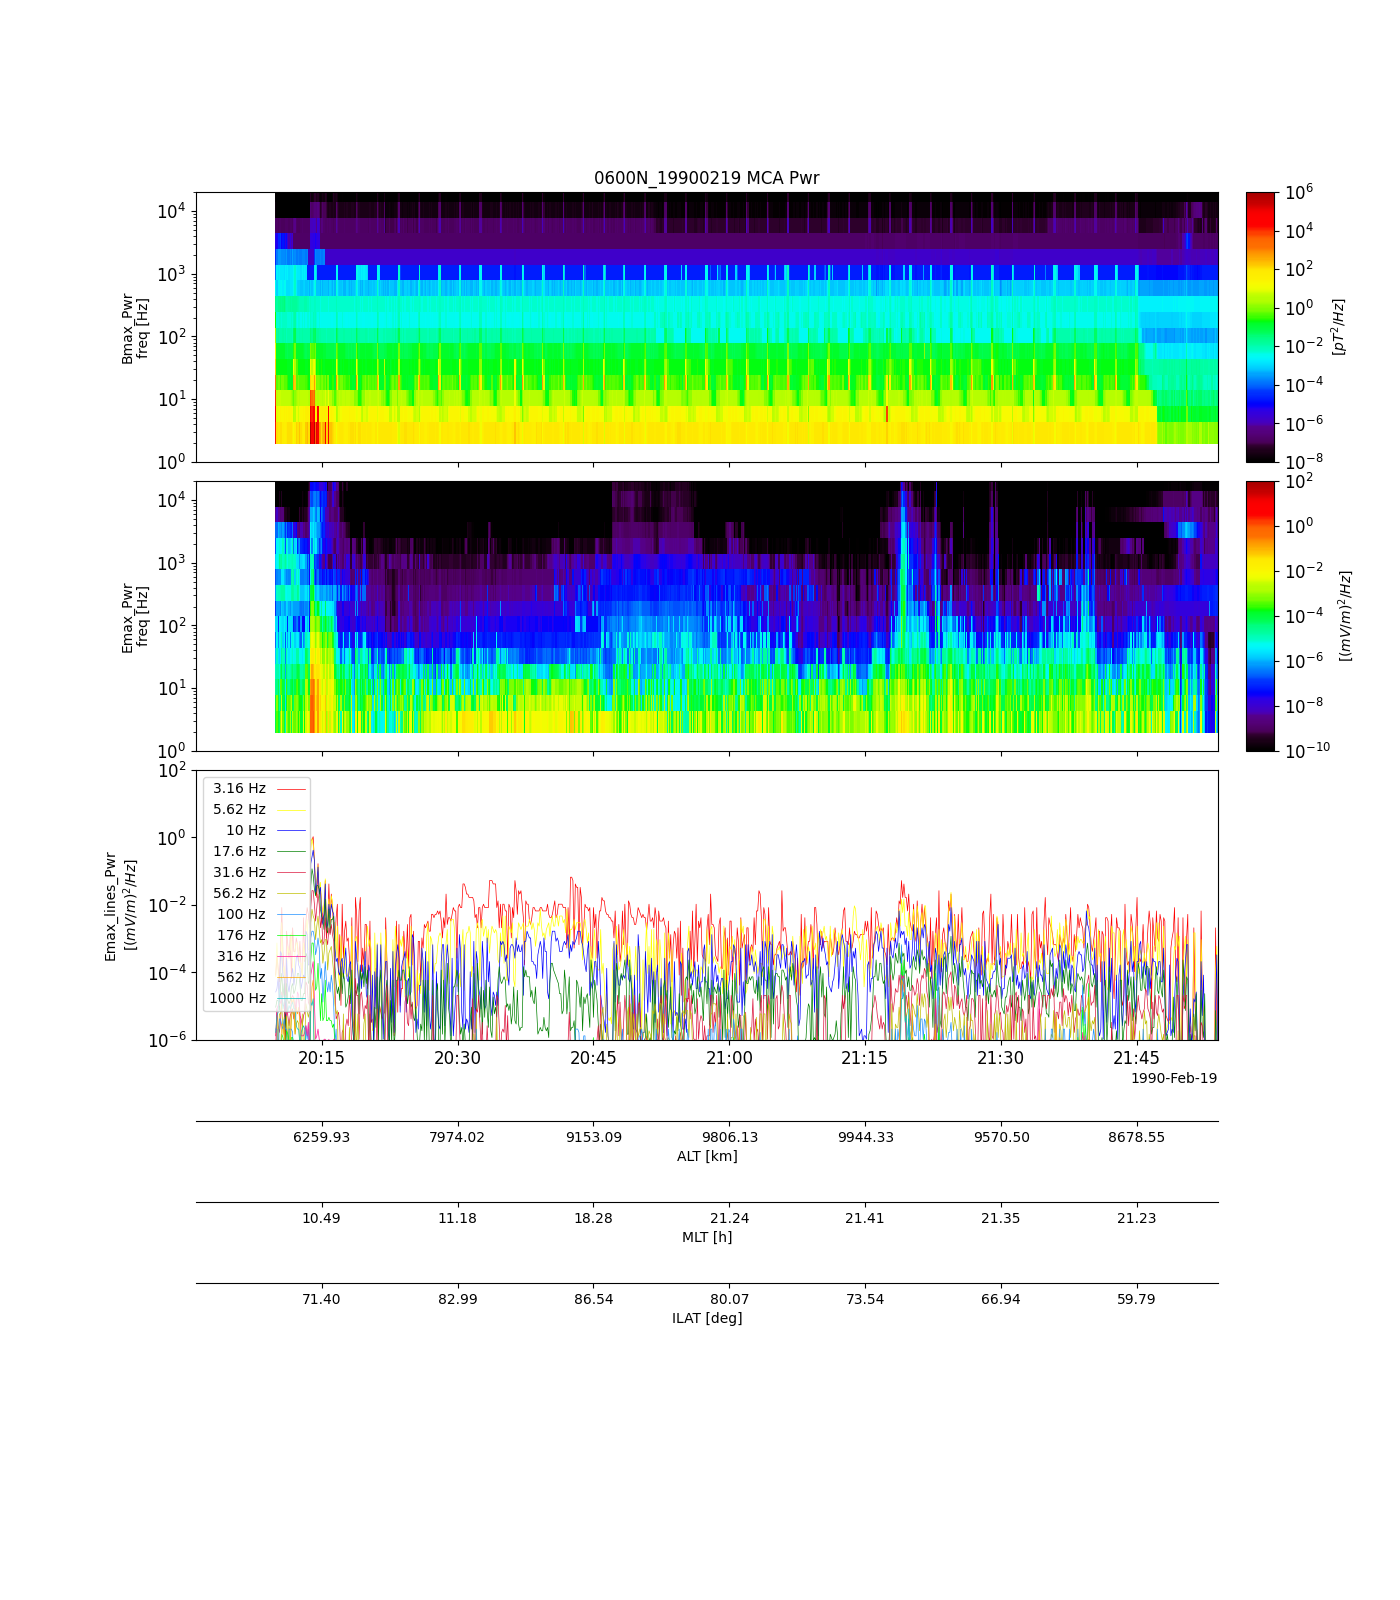 0600N_19900219 MCA Pwr
10^4
10^3
10^2
10^1
10^0
Bmax_Pwr
freq [Hz]
10^6
10^4
10^2
10^0
10^-2
10^-4
10^-6
10^-8
[pT^2/Hz]
10^4
10^3
10^2
10^1
10^0
Emax_Pwr
freq [Hz]
10^2
10^0
10^-2
10^-4
10^-6
10^-8
10^-10
[(mV/m)^2/Hz]
10^2
10^0
10^-2
10^-4
10^-6
Emax_lines_Pwr
[(mV/m)^2/Hz]
3.16 Hz
5.62 Hz
10 Hz
17.6 Hz
31.6 Hz
56.2 Hz
100 Hz
176 Hz
316 Hz
562 Hz
1000 Hz
20:15 20:30 20:45 21:00 21:15 21:30 21:45
1990-Feb-19
6259.93 7974.02 9153.09 9806.13 9944.33 9570.50 8678.55
ALT [km]
10.49 11.18 18.28 21.24 21.41 21.35 21.23
MLT [h]
71.40 82.99 86.54 80.07 73.54 66.94 59.79
ILAT [deg]